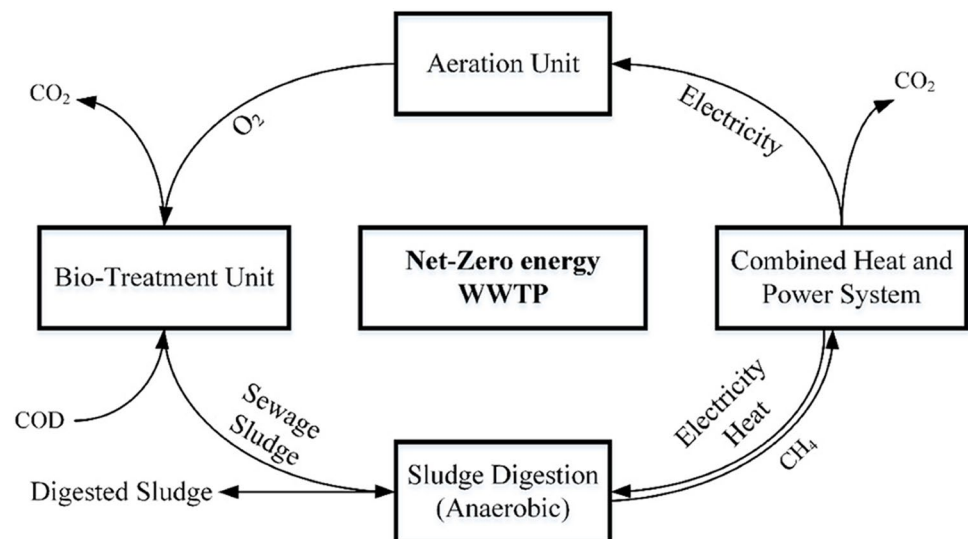 Aeration Unit
CO₂
O₂
Electricity
CO₂
Bio-Treatment Unit
Net-Zero energy
WWTP
Combined Heat and
Power System
COD
Sewage
Sludge
Electricity
Heat
CH₄
Digested Sludge
Sludge Digestion
(Anaerobic)